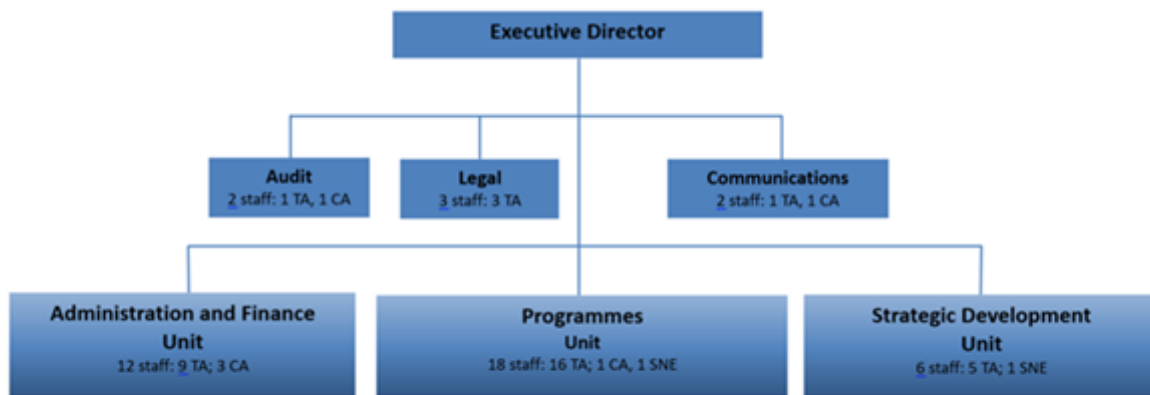 Executive Director
Audit
2 staff: 1 TA, 1 CA
Legal
3 staff: 3 TA
Communications
2 staff: 1 TA, 1 CA
Administration and Finance
Unit
12 staff: 9 TA; 3 CA
Programmes
Unit
18 staff: 16 TA; 1 CA, 1 SNE
Strategic Development
Unit
6 staff: 5 TA; 1 SNE